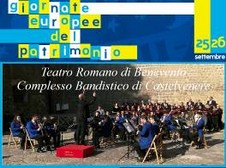 giornate
europee
del
patrimonio
25 26
settembre
Teatro Romano di Benevento
Complesso Bandistico di Castelvenere